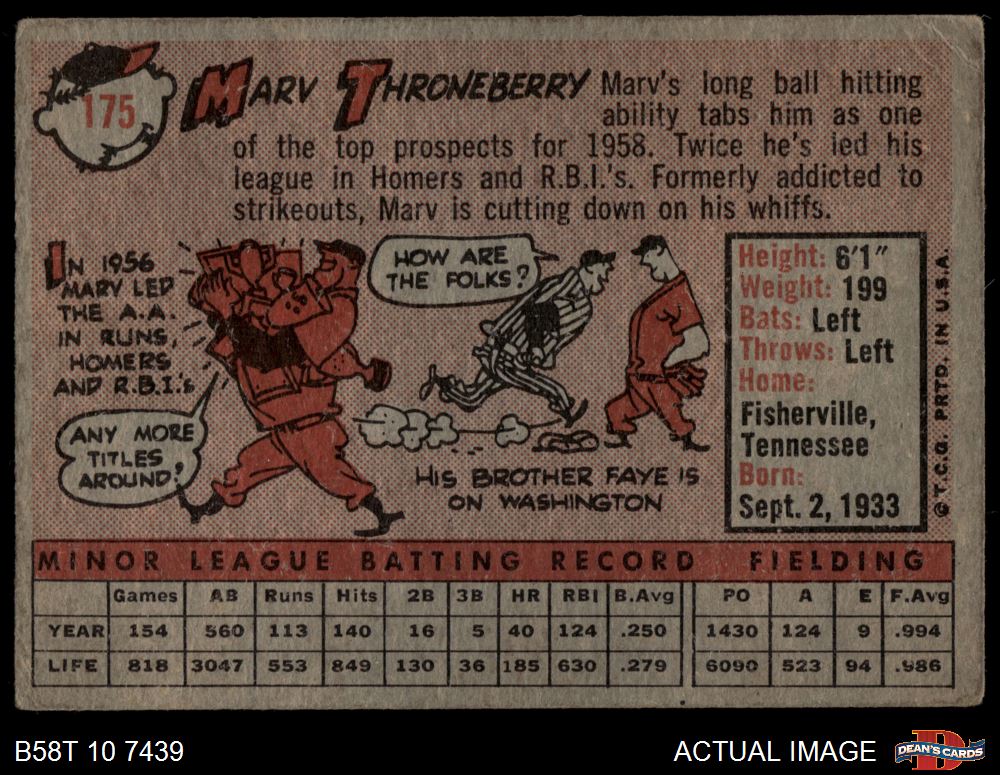 175
MARV THRONEBERRY
Marv's long ball hitting
ability tabs him as one
of the top prospects for 1958. Twice he's led his
league in Homers and R.B.I.'s. Formerly addicted to
strikeouts, Marv is cutting down on his whiffs.
IN 1956
MARV LED
THE A.A.
IN RUNS,
HOMERS
AND R.B.I.'s
ANY MORE
TITLES
AROUND?
HOW ARE
THE FOLKS?
HIS BROTHER FAYE IS
ON WASHINGTON
Height: 6'1"
Weight: 199
Bats: Left
Throws: Left
Home:
Fisherville,
Tennessee
Born:
Sept. 2, 1933
© T.C.G. PRTD. IN U.S.A.
MINOR LEAGUE BATTING RECORD FIELDING
Games AB Runs Hits 2B 3B HR RBI B.Avg PO A E F.Avg
YEAR 154 560 113 140 16 5 40 124 .250 1430 124 9 .994
LIFE 818 3047 553 849 130 36 185 630 .279 6090 523 94 .986
B58T 10 7439
ACTUAL IMAGE
D
DEAN'S CARDS